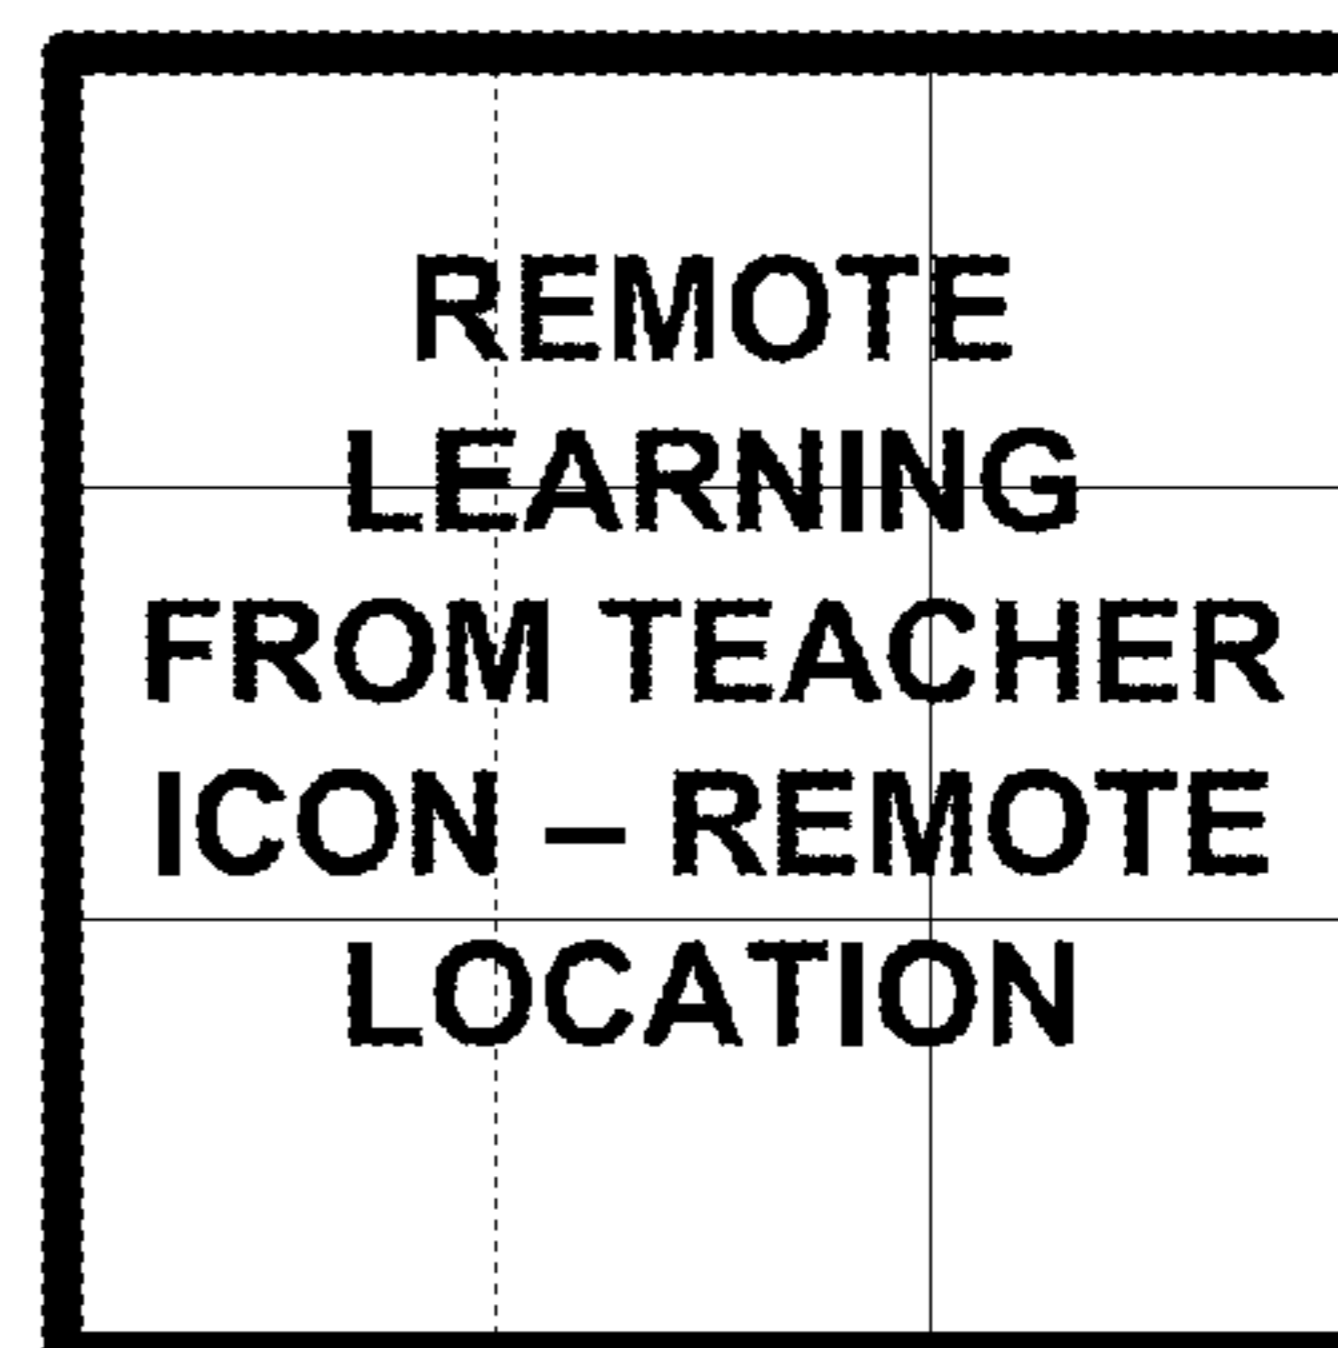 REMOTE
LEARNING
FROM TEACHER
ICON – REMOTE
LOCATION